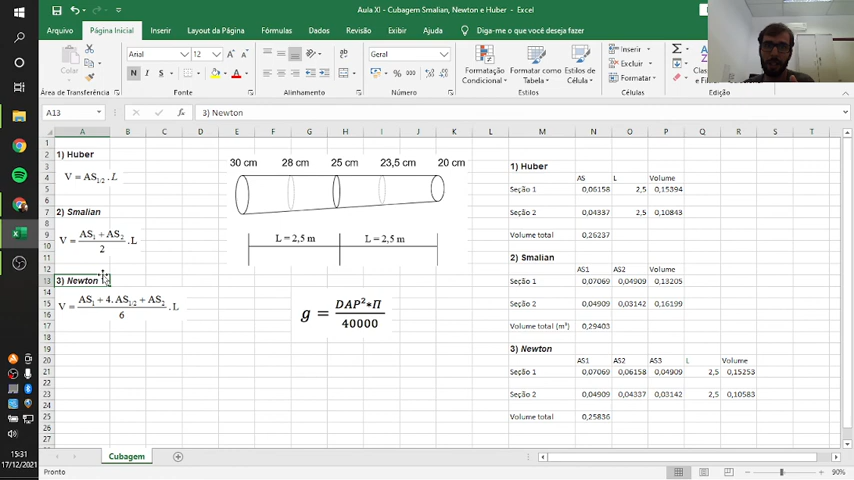 Aula XI - Cubagem Smalian, Newton e Huber - Excel
Arquivo Página Inicial Inserir Layout da Página Fórmulas Dados Revisão Exibir Ajuda Diga-me o que você deseja fazer
Colar
Arial 12
N I S
Geral
Formatação Condicional
Formatar como Tabela
Estilos de Célula
Inserir
Excluir
Formatar
Classificar e Filtrar
Área de Transferência Fonte Alinhamento Número Estilos Células
A13 fx 3) Newton
A B C D E F G H I J K L M N O P Q R S T
1) Huber
V = AS1/2 . L
2) Smalian
V = AS1 + AS2 / 2 . L
3) Newton
V = AS1 + 4. AS1/2 + AS2 / 6 . L
30 cm 28 cm 25 cm 23,5 cm 20 cm
L = 2,5 m L = 2,5 m
g = DAP²*Π / 40000
1) Huber
AS L Volume
Seção 1 0,06158 2,5 0,15394
Seção 2 0,04337 2,5 0,10843
Volume total 0,26237
2) Smalian
AS1 AS2 Volume
Seção 1 0,07069 0,04909 0,13205
Seção 2 0,04909 0,03142 0,16199
Volume total (m³) 0,29403
3) Newton
AS1 AS2 AS3 L Volume
Seção 1 0,07069 0,06158 0,04909 2,5 0,15253
Seção 2 0,04909 0,04337 0,03142 2,5 0,10583
Volume total 0,25836
Cubagem
Pronto
90%
15:31
17/12/2021